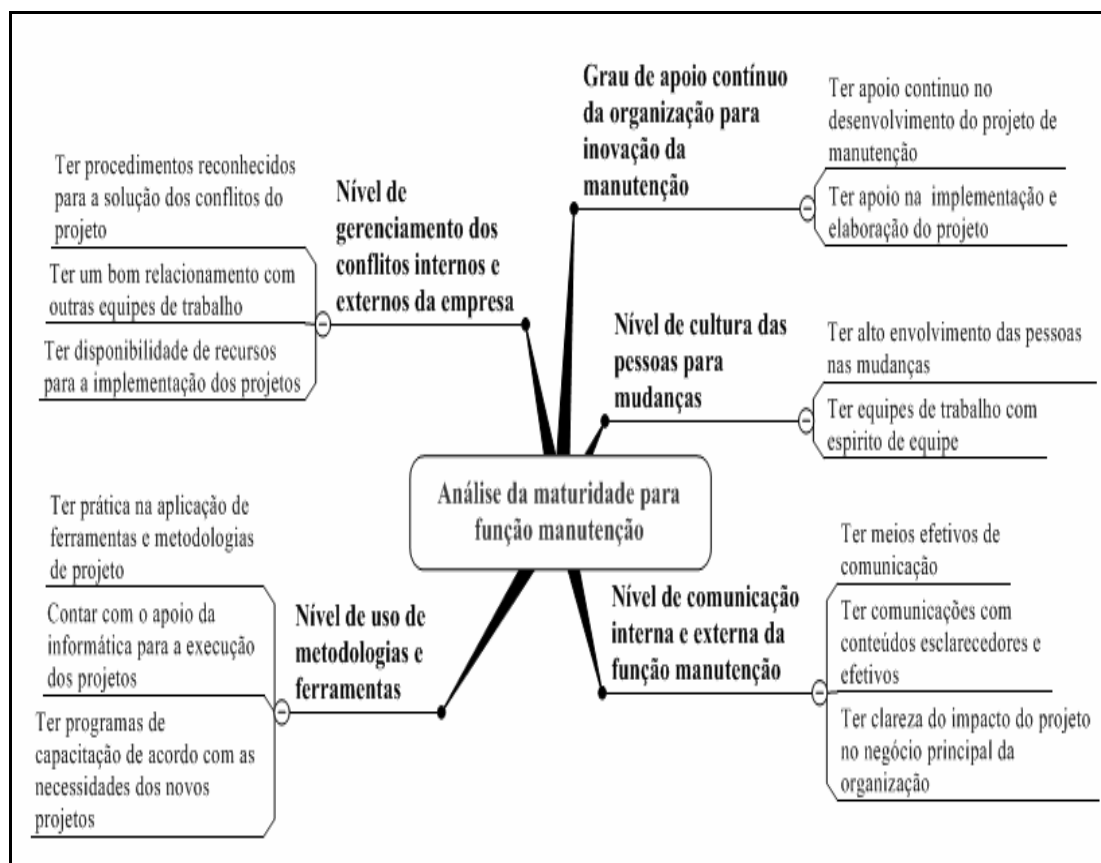 Grau de apoio contínuo
da organização para
inovação da
manutenção
Ter apoio continuo no
desenvolvimento do projeto de
manutenção
Ter apoio na implementação e
elaboração do projeto
Nível de
gerenciamento dos
conflitos internos e
externos da empresa
Ter procedimentos reconhecidos
para a solução dos conflitos do
projeto
Ter um bom relacionamento com
outras equipes de trabalho
Ter disponibilidade de recursos
para a implementação dos projetos
Nível de cultura das
pessoas para
mudanças
Ter alto envolvimento das pessoas
nas mudanças
Ter equipes de trabalho com
espirito de equipe
Análise da maturidade para
função manutenção
Nível de uso de
metodologias e
ferramentas
Ter prática na aplicação de
ferramentas e metodologias
de projeto
Contar com o apoio da
informática para a execução
dos projetos
Ter programas de
capacitação de acordo com as
necessidades dos novos
projetos
Nível de comunicação
interna e externa da
função manutenção
Ter meios efetivos de
comunicação
Ter comunicações com
conteúdos esclarecedores e
efetivos
Ter clareza do impacto do projeto
no negócio principal da
organização